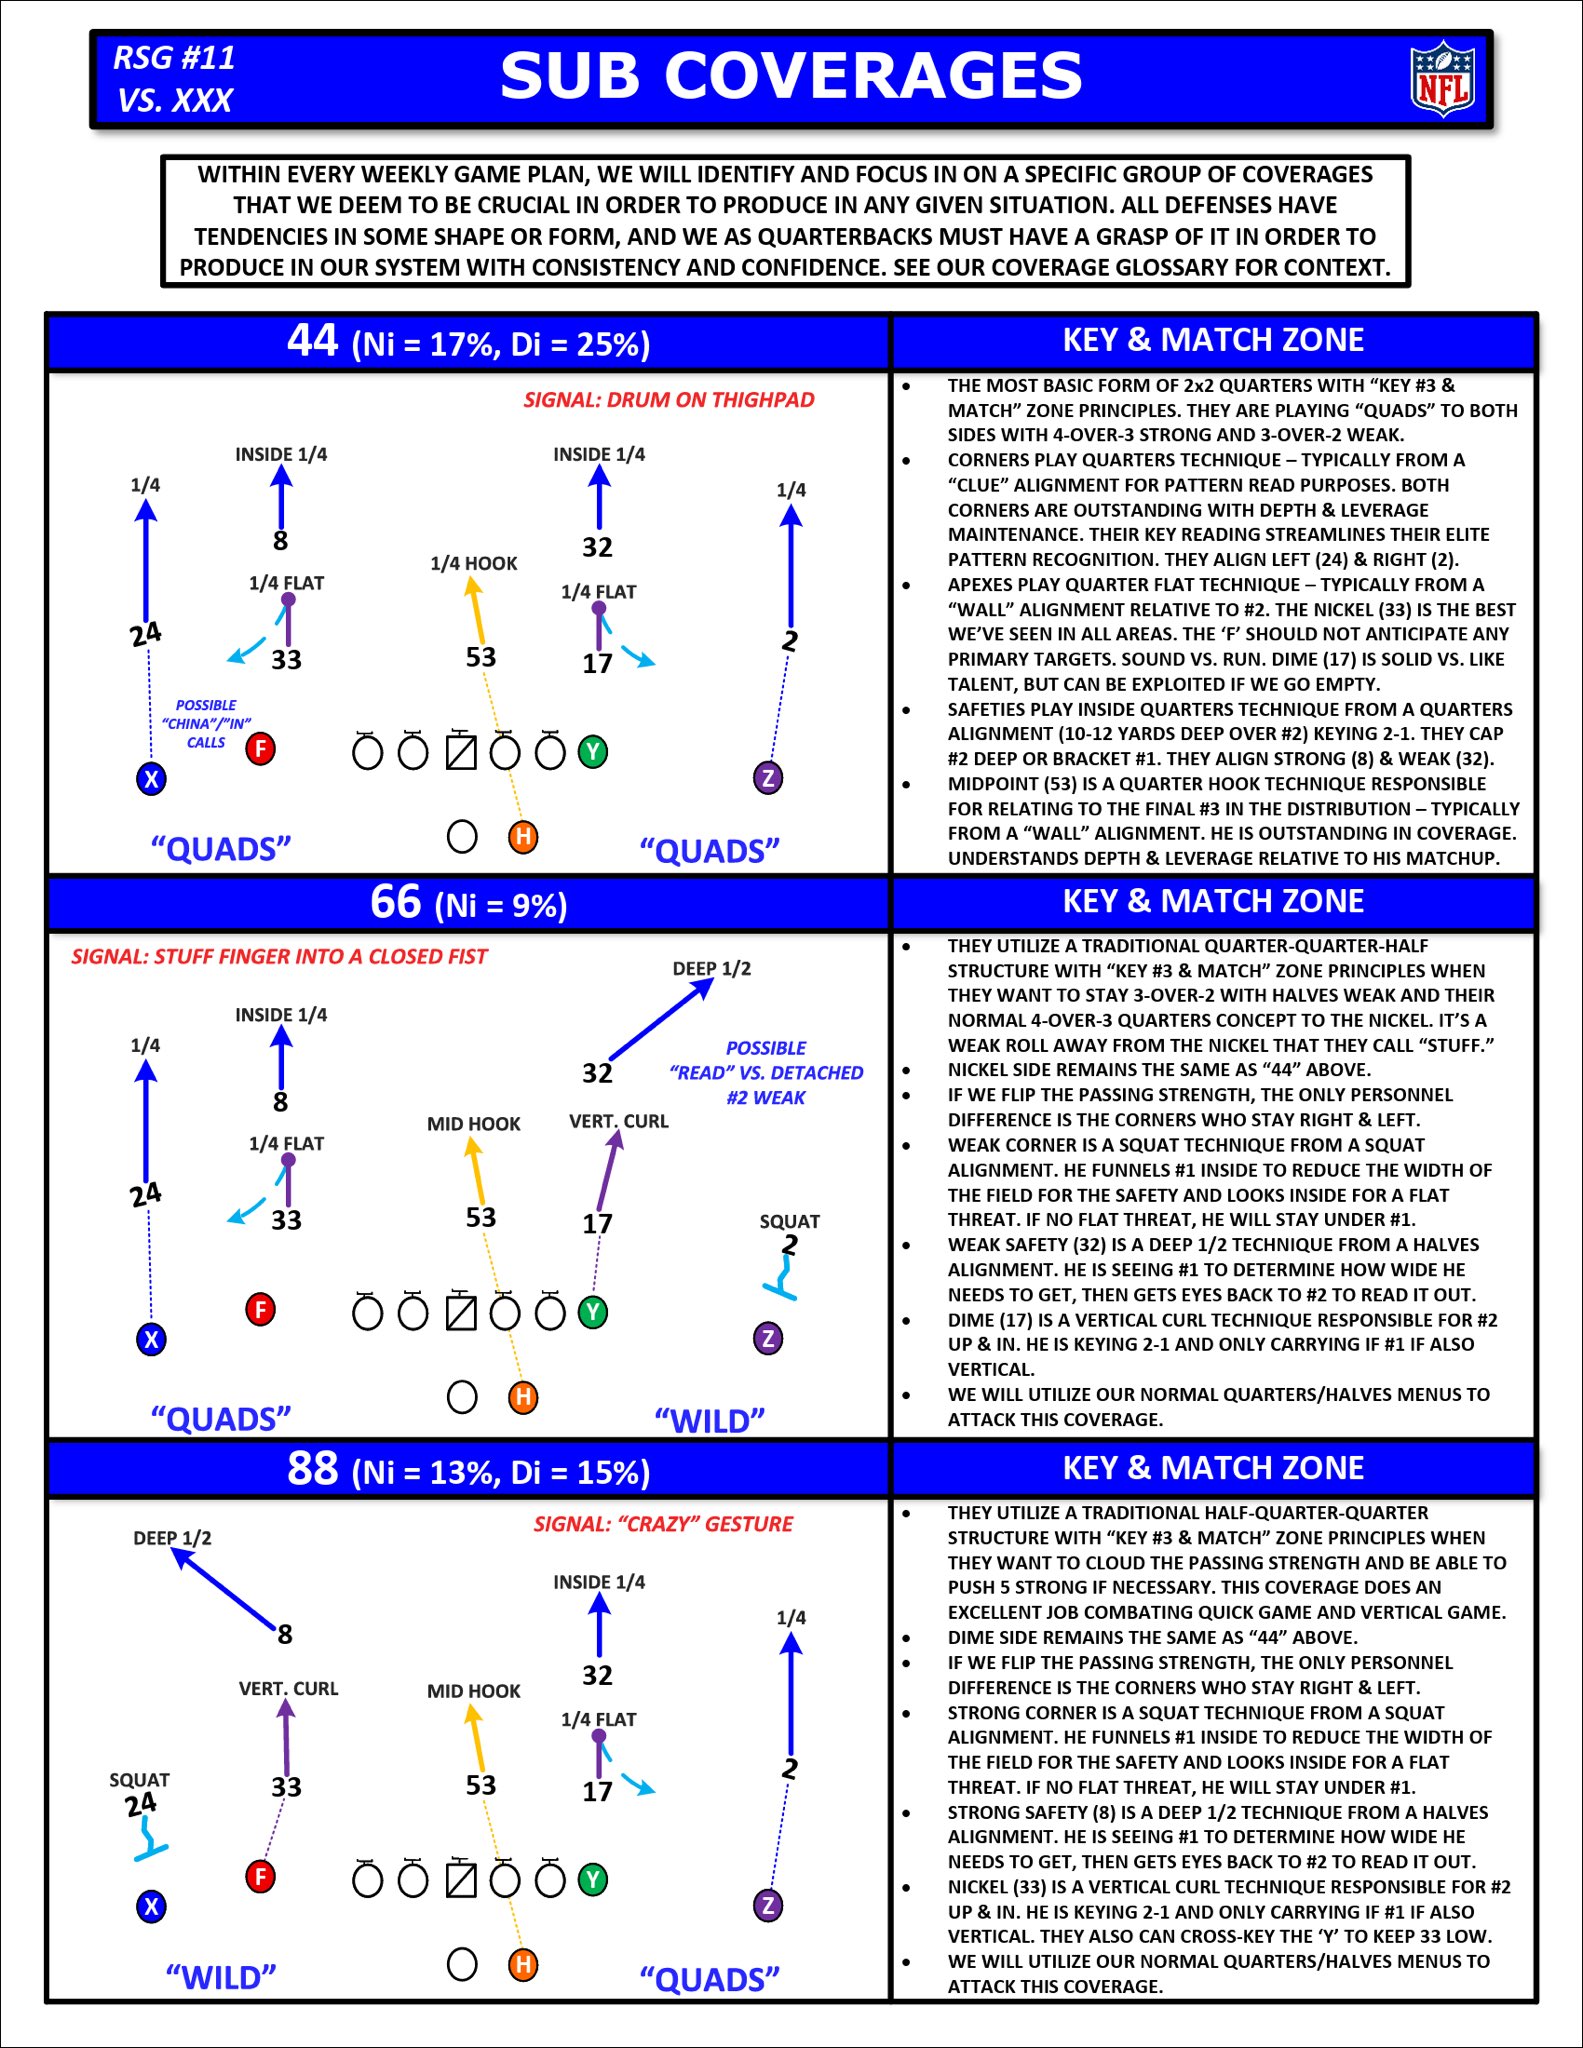 RSG #11
VS. XXX
SUB COVERAGES
NFL
WITHIN EVERY WEEKLY GAME PLAN, WE WILL IDENTIFY AND FOCUS IN ON A SPECIFIC GROUP OF COVERAGES
THAT WE DEEM TO BE CRUCIAL IN ORDER TO PRODUCE IN ANY GIVEN SITUATION. ALL DEFENSES HAVE
TENDENCIES IN SOME SHAPE OR FORM, AND WE AS QUARTERBACKS MUST HAVE A GRASP OF IT IN ORDER TO
PRODUCE IN OUR SYSTEM WITH CONSISTENCY AND CONFIDENCE. SEE OUR COVERAGE GLOSSARY FOR CONTEXT.
44 (Ni = 17%, Di = 25%)
SIGNAL: DRUM ON THIGHPAD
INSIDE 1/4
INSIDE 1/4
1/4
1/4
8
32
1/4 HOOK
1/4 FLAT
1/4 FLAT
24
33
53
17
2
POSSIBLE
“CHINA”/”IN”
CALLS
F
Y
X
Z
H
“QUADS”
“QUADS”
KEY & MATCH ZONE
• THE MOST BASIC FORM OF 2x2 QUARTERS WITH “KEY #3 &
MATCH” ZONE PRINCIPLES. THEY ARE PLAYING “QUADS” TO BOTH
SIDES WITH 4-OVER-3 STRONG AND 3-OVER-2 WEAK.
• CORNERS PLAY QUARTERS TECHNIQUE – TYPICALLY FROM A
“CLUE” ALIGNMENT FOR PATTERN READ PURPOSES. BOTH
CORNERS ARE OUTSTANDING WITH DEPTH & LEVERAGE
MAINTENANCE. THEIR KEY READING STREAMLINES THEIR ELITE
PATTERN RECOGNITION. THEY ALIGN LEFT (24) & RIGHT (2).
• APEXES PLAY QUARTER FLAT TECHNIQUE – TYPICALLY FROM A
“WALL” ALIGNMENT RELATIVE TO #2. THE NICKEL (33) IS THE BEST
WE’VE SEEN IN ALL AREAS. THE ‘F’ SHOULD NOT ANTICIPATE ANY
PRIMARY TARGETS. SOUND VS. RUN. DIME (17) IS SOLID VS. LIKE
TALENT, BUT CAN BE EXPLOITED IF WE GO EMPTY.
• SAFETIES PLAY INSIDE QUARTERS TECHNIQUE FROM A QUARTERS
ALIGNMENT (10-12 YARDS DEEP OVER #2) KEYING 2-1. THEY CAP
#2 DEEP OR BRACKET #1. THEY ALIGN STRONG (8) & WEAK (32).
• MIDPOINT (53) IS A QUARTER HOOK TECHNIQUE RESPONSIBLE
FOR RELATING TO THE FINAL #3 IN THE DISTRIBUTION – TYPICALLY
FROM A “WALL” ALIGNMENT. HE IS OUTSTANDING IN COVERAGE.
UNDERSTANDS DEPTH & LEVERAGE RELATIVE TO HIS MATCHUP.
66 (Ni = 9%)
SIGNAL: STUFF FINGER INTO A CLOSED FIST
DEEP 1/2
INSIDE 1/4
1/4
POSSIBLE
“READ” VS. DETACHED
#2 WEAK
32
8
MID HOOK
VERT. CURL
1/4 FLAT
24
33
53
17
SQUAT
2
F
Y
X
Z
H
“QUADS”
“WILD”
KEY & MATCH ZONE
• THEY UTILIZE A TRADITIONAL QUARTER-QUARTER-HALF
STRUCTURE WITH “KEY #3 & MATCH” ZONE PRINCIPLES WHEN
THEY WANT TO STAY 3-OVER-2 WITH HALVES WEAK AND THEIR
NORMAL 4-OVER-3 QUARTERS CONCEPT TO THE NICKEL. IT’S A
WEAK ROLL AWAY FROM THE NICKEL THAT THEY CALL “STUFF.”
• NICKEL SIDE REMAINS THE SAME AS “44” ABOVE.
• IF WE FLIP THE PASSING STRENGTH, THE ONLY PERSONNEL
DIFFERENCE IS THE CORNERS WHO STAY RIGHT & LEFT.
• WEAK CORNER IS A SQUAT TECHNIQUE FROM A SQUAT
ALIGNMENT. HE FUNNELS #1 INSIDE TO REDUCE THE WIDTH OF
THE FIELD FOR THE SAFETY AND LOOKS INSIDE FOR A FLAT
THREAT. IF NO FLAT THREAT, HE WILL STAY UNDER #1.
• WEAK SAFETY (32) IS A DEEP 1/2 TECHNIQUE FROM A HALVES
ALIGNMENT. HE IS SEEING #1 TO DETERMINE HOW WIDE HE
NEEDS TO GET, THEN GETS EYES BACK TO #2 TO READ IT OUT.
• DIME (17) IS A VERTICAL CURL TECHNIQUE RESPONSIBLE FOR #2
UP & IN. HE IS KEYING 2-1 AND ONLY CARRYING IF #1 IF ALSO
VERTICAL.
• WE WILL UTILIZE OUR NORMAL QUARTERS/HALVES MENUS TO
ATTACK THIS COVERAGE.
88 (Ni = 13%, Di = 15%)
SIGNAL: “CRAZY” GESTURE
DEEP 1/2
INSIDE 1/4
1/4
8
32
VERT. CURL
MID HOOK
1/4 FLAT
SQUAT
24
33
53
17
2
F
Y
X
Z
H
“WILD”
“QUADS”
KEY & MATCH ZONE
• THEY UTILIZE A TRADITIONAL HALF-QUARTER-QUARTER
STRUCTURE WITH “KEY #3 & MATCH” ZONE PRINCIPLES WHEN
THEY WANT TO CLOUD THE PASSING STRENGTH AND BE ABLE TO
PUSH 5 STRONG IF NECESSARY. THIS COVERAGE DOES AN
EXCELLENT JOB COMBATING QUICK GAME AND VERTICAL GAME.
• DIME SIDE REMAINS THE SAME AS “44” ABOVE.
• IF WE FLIP THE PASSING STRENGTH, THE ONLY PERSONNEL
DIFFERENCE IS THE CORNERS WHO STAY RIGHT & LEFT.
• STRONG CORNER IS A SQUAT TECHNIQUE FROM A SQUAT
ALIGNMENT. HE FUNNELS #1 INSIDE TO REDUCE THE WIDTH OF
THE FIELD FOR THE SAFETY AND LOOKS INSIDE FOR A FLAT
THREAT. IF NO FLAT THREAT, HE WILL STAY UNDER #1.
• STRONG SAFETY (8) IS A DEEP 1/2 TECHNIQUE FROM A HALVES
ALIGNMENT. HE IS SEEING #1 TO DETERMINE HOW WIDE HE
NEEDS TO GET, THEN GETS EYES BACK TO #2 TO READ IT OUT.
• NICKEL (33) IS A VERTICAL CURL TECHNIQUE RESPONSIBLE FOR #2
UP & IN. HE IS KEYING 2-1 AND ONLY CARRYING IF #1 IF ALSO
VERTICAL. THEY ALSO CAN CROSS-KEY THE ‘Y’ TO KEEP 33 LOW.
• WE WILL UTILIZE OUR NORMAL QUARTERS/HALVES MENUS TO
ATTACK THIS COVERAGE.